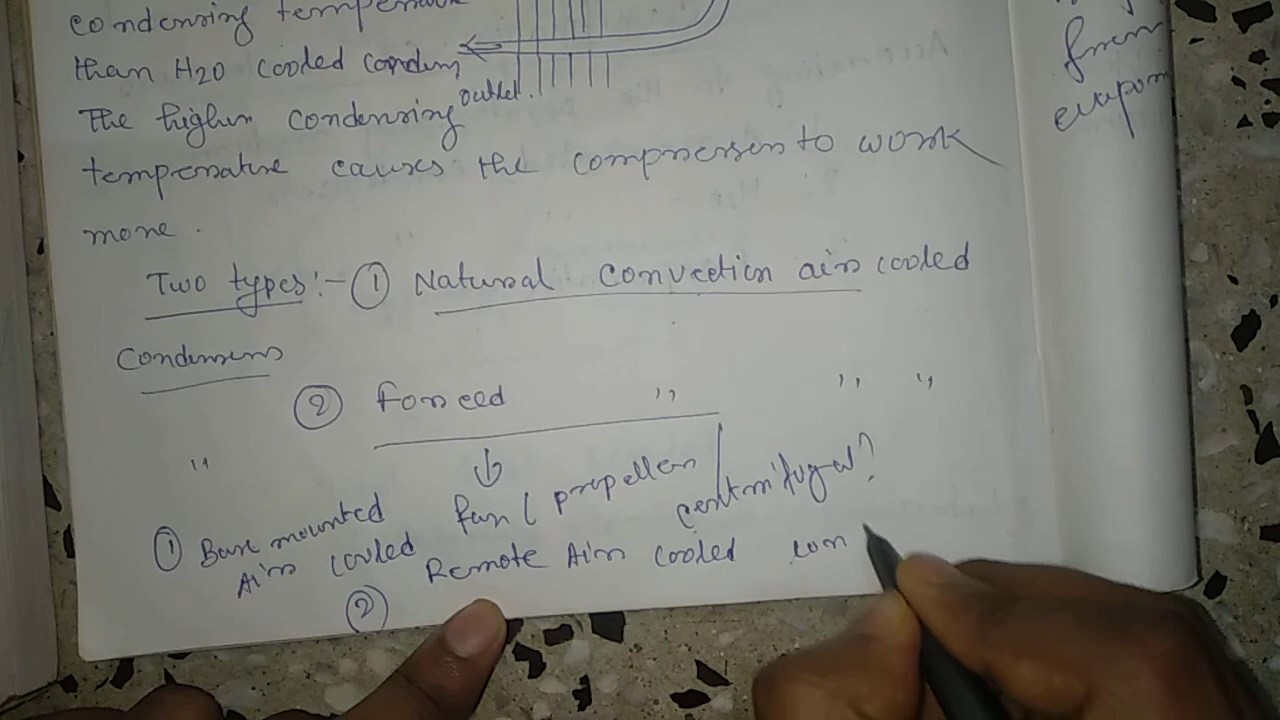 condensing temperature
than H2O cooled conden
outlet.
The higher condensing
temperature causes the compressor to work
more.
Two types:- ① Natural convection air cooled
Condensers
② Forced " " "
"
fan ( propeller / centrifugal)
① Base mounted
Air cooled
② Remote Air cooled con
from
evapor